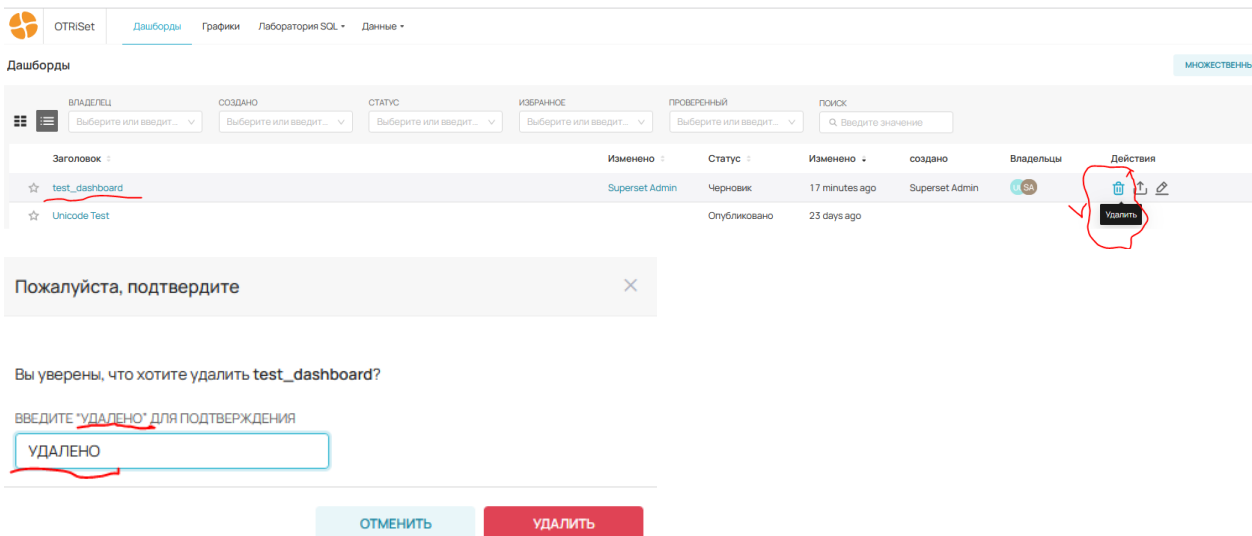 OTRiSet Дашборды Графики Лаборатория SQL Данные
Дашборды
МНОЖЕСТВЕННЫ
ВЛАДЕЛЕЦ СОЗДАНО СТАТУС ИЗБРАННОЕ ПРОВЕРЕННЫЙ ПОИСК
Выберите или введит... Выберите или введит... Выберите или введит... Выберите или введит... Выберите или введит... Введите значение
Заголовок Изменено Статус Изменено создано Владельцы Действия
test_dashboard Superset Admin Черновик 17 minutes ago Superset Admin SA
Удалить
Unicode Test Опубликовано 23 days ago
Пожалуйста, подтвердите
Вы уверены, что хотите удалить test_dashboard?
ВВЕДИТЕ "УДАЛЕНО" ДЛЯ ПОДТВЕРЖДЕНИЯ
УДАЛЕНО
ОТМЕНИТЬ УДАЛИТЬ